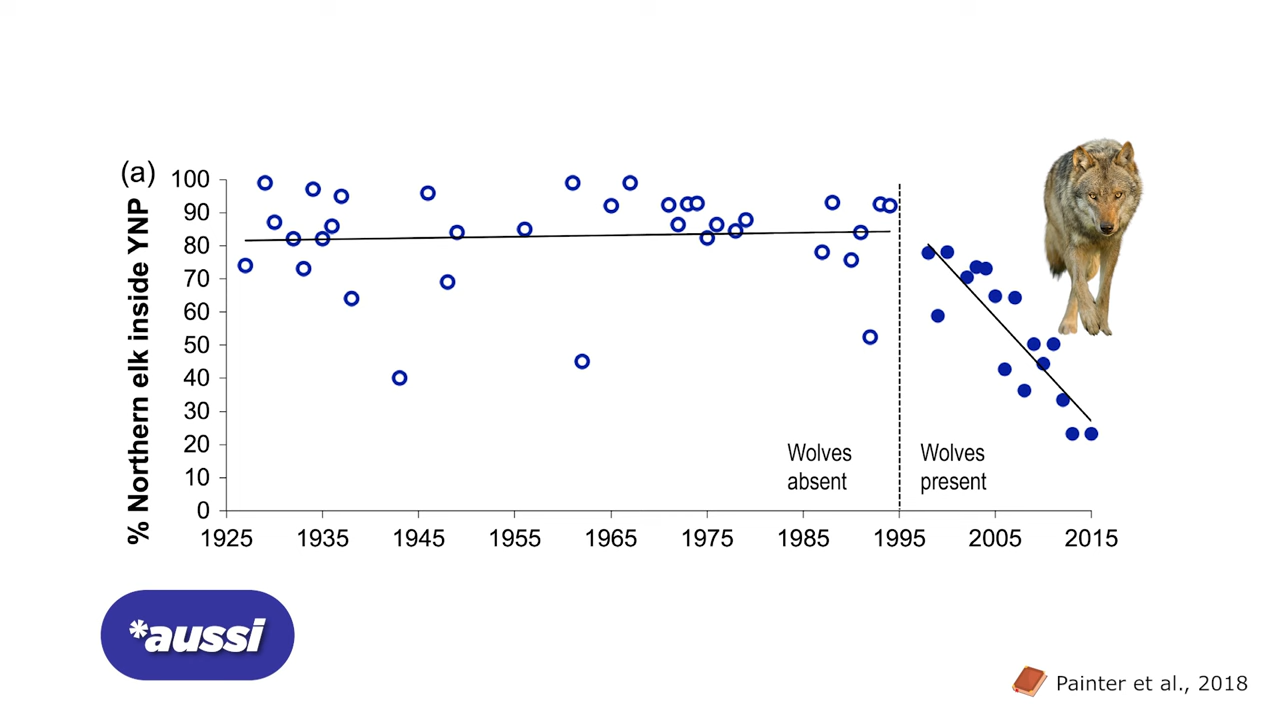 (a)
% Northern elk inside YNP
100
90
80
70
60
50
40
30
20
10
0
Wolves absent
Wolves present
1925 1935 1945 1955 1965 1975 1985 1995 2005 2015
*aussi
Painter et al., 2018